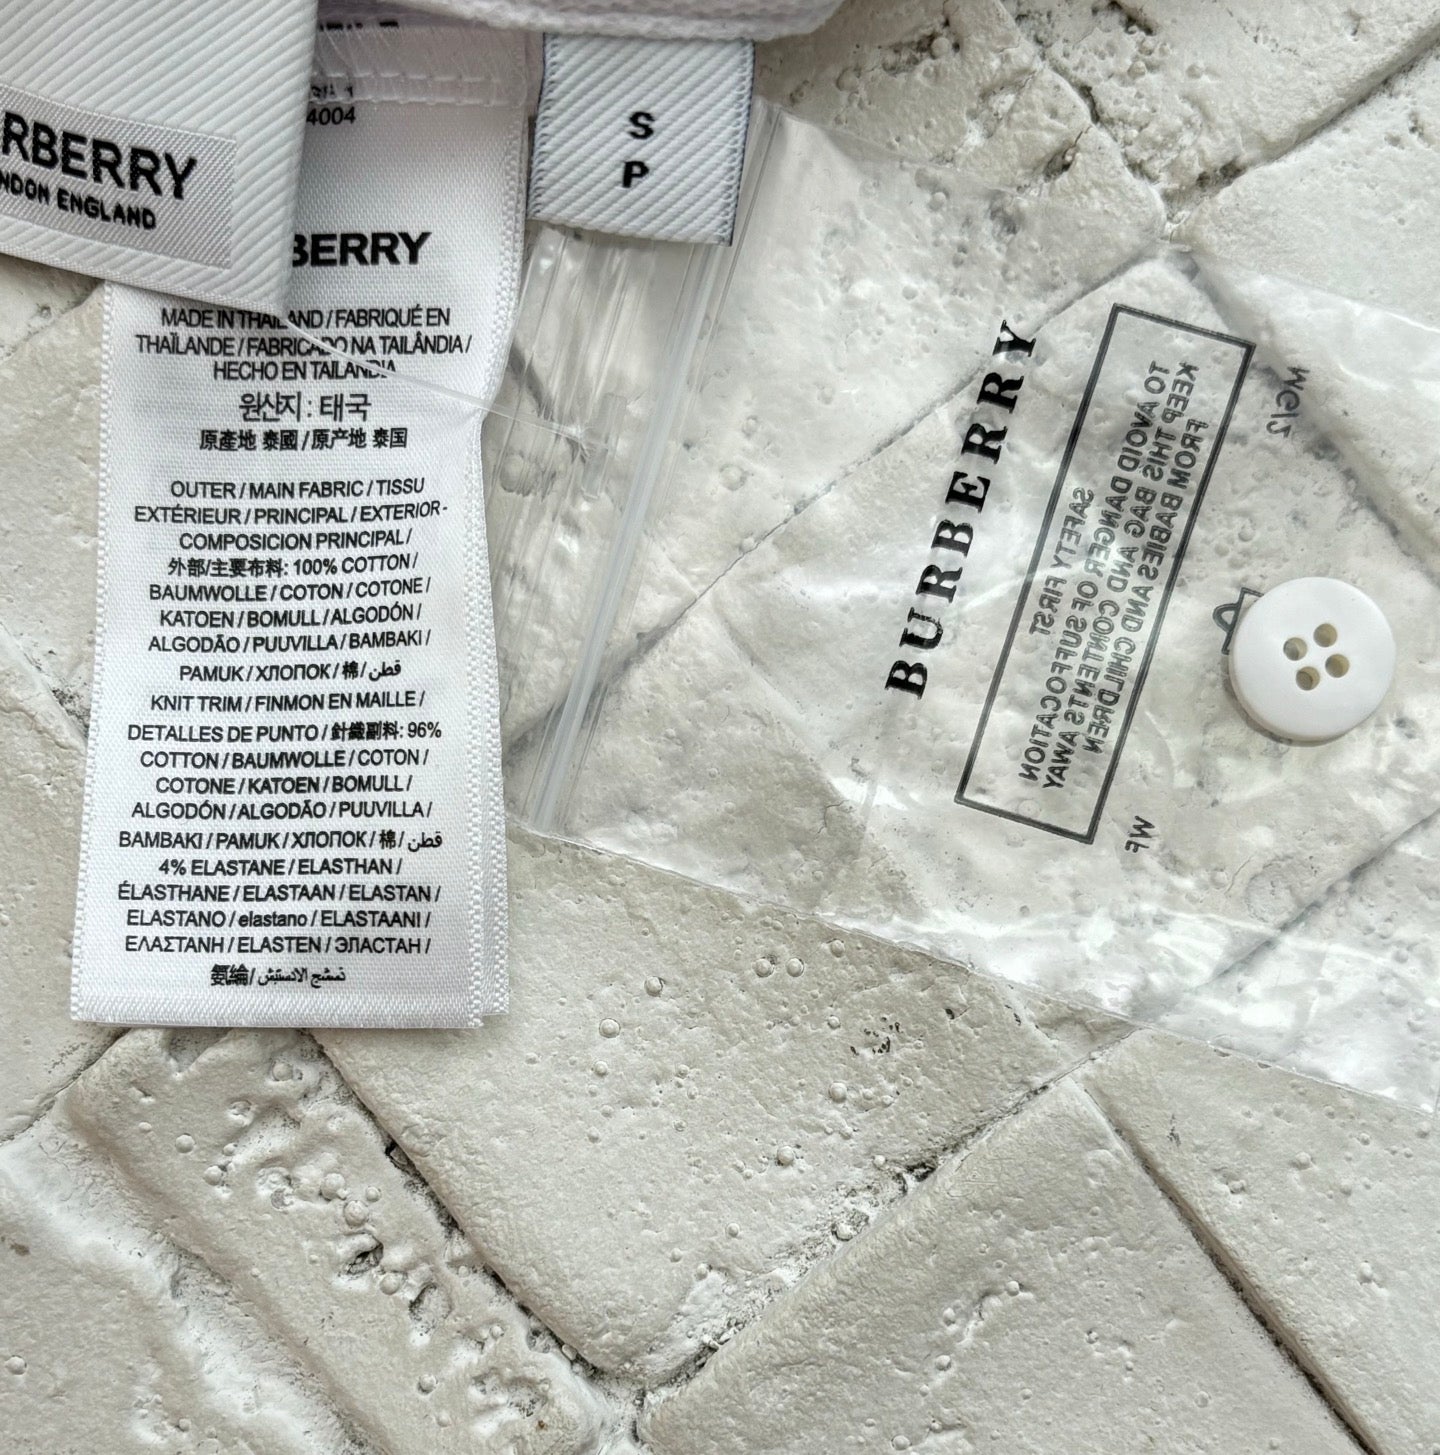 RBERRY
NDON ENGLAND
4004
BERRY
MADE IN THAILAND / FABRIQUÉ EN
THAÏLANDE / FABRICADO NA TAILÂNDIA /
HECHO EN TAILANDIA
원산지 : 태국
原產地 泰國 / 原产地 泰国
OUTER / MAIN FABRIC / TISSU
EXTÉRIEUR / PRINCIPAL / EXTERIOR -
COMPOSICION PRINCIPAL /
外部/主要布料: 100% COTTON /
BAUMWOLLE / COTON / COTONE /
KATOEN / BOMULL / ALGODÓN /
ALGODÃO / PUUVILLA / BAMBAKI /
PAMUK / ХЛОПОК / 棉 / قطن
KNIT TRIM / FINMON EN MAILLE /
DETALLES DE PUNTO / 針織副料: 96%
COTTON / BAUMWOLLE / COTON /
COTONE / KATOEN / BOMULL /
ALGODÓN / ALGODÃO / PUUVILLA /
BAMBAKI / PAMUK / ХЛОПОК / 棉 / قطن
4% ELASTANE / ELASTHAN /
ÉLASTHANE / ELASTAAN / ELASTAN /
ELASTANO / elastano / ELASTAANI /
ΕΛΑΣΤΑΝΗ / ELASTEN / ЭЛАСТАН /
氨綸 /
S
P
BURBERRY
SAFETY FIRST
TO AVOID DANGER OF SUFFOCATION
KEEP THIS BAG AND CONTENTS AWAY
FROM BABIES AND CHILDREN
WG/2
WF